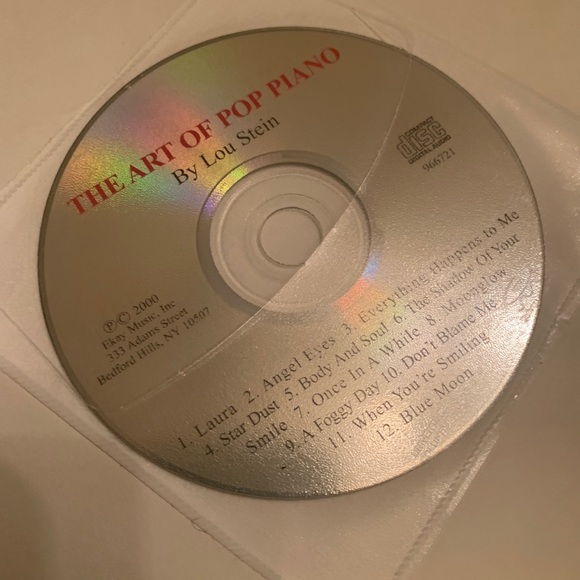 THE ART OF POP PIANO
By Lou Stein
COMPACT
disc
DIGITAL AUDIO
966721
℗© 2000
Ekay Music, Inc
333 Adams Street
Bedford Hills, NY 10507
1. Laura 2. Angel Eyes 3. Everything Happens to Me
4. Star Dust 5. Body And Soul 6. The Shadow Of Your
Smile 7. Once In A While 8. Moonglow
9. A Foggy Day 10. Don't Blame Me
11. When You're Smiling
12. Blue Moon